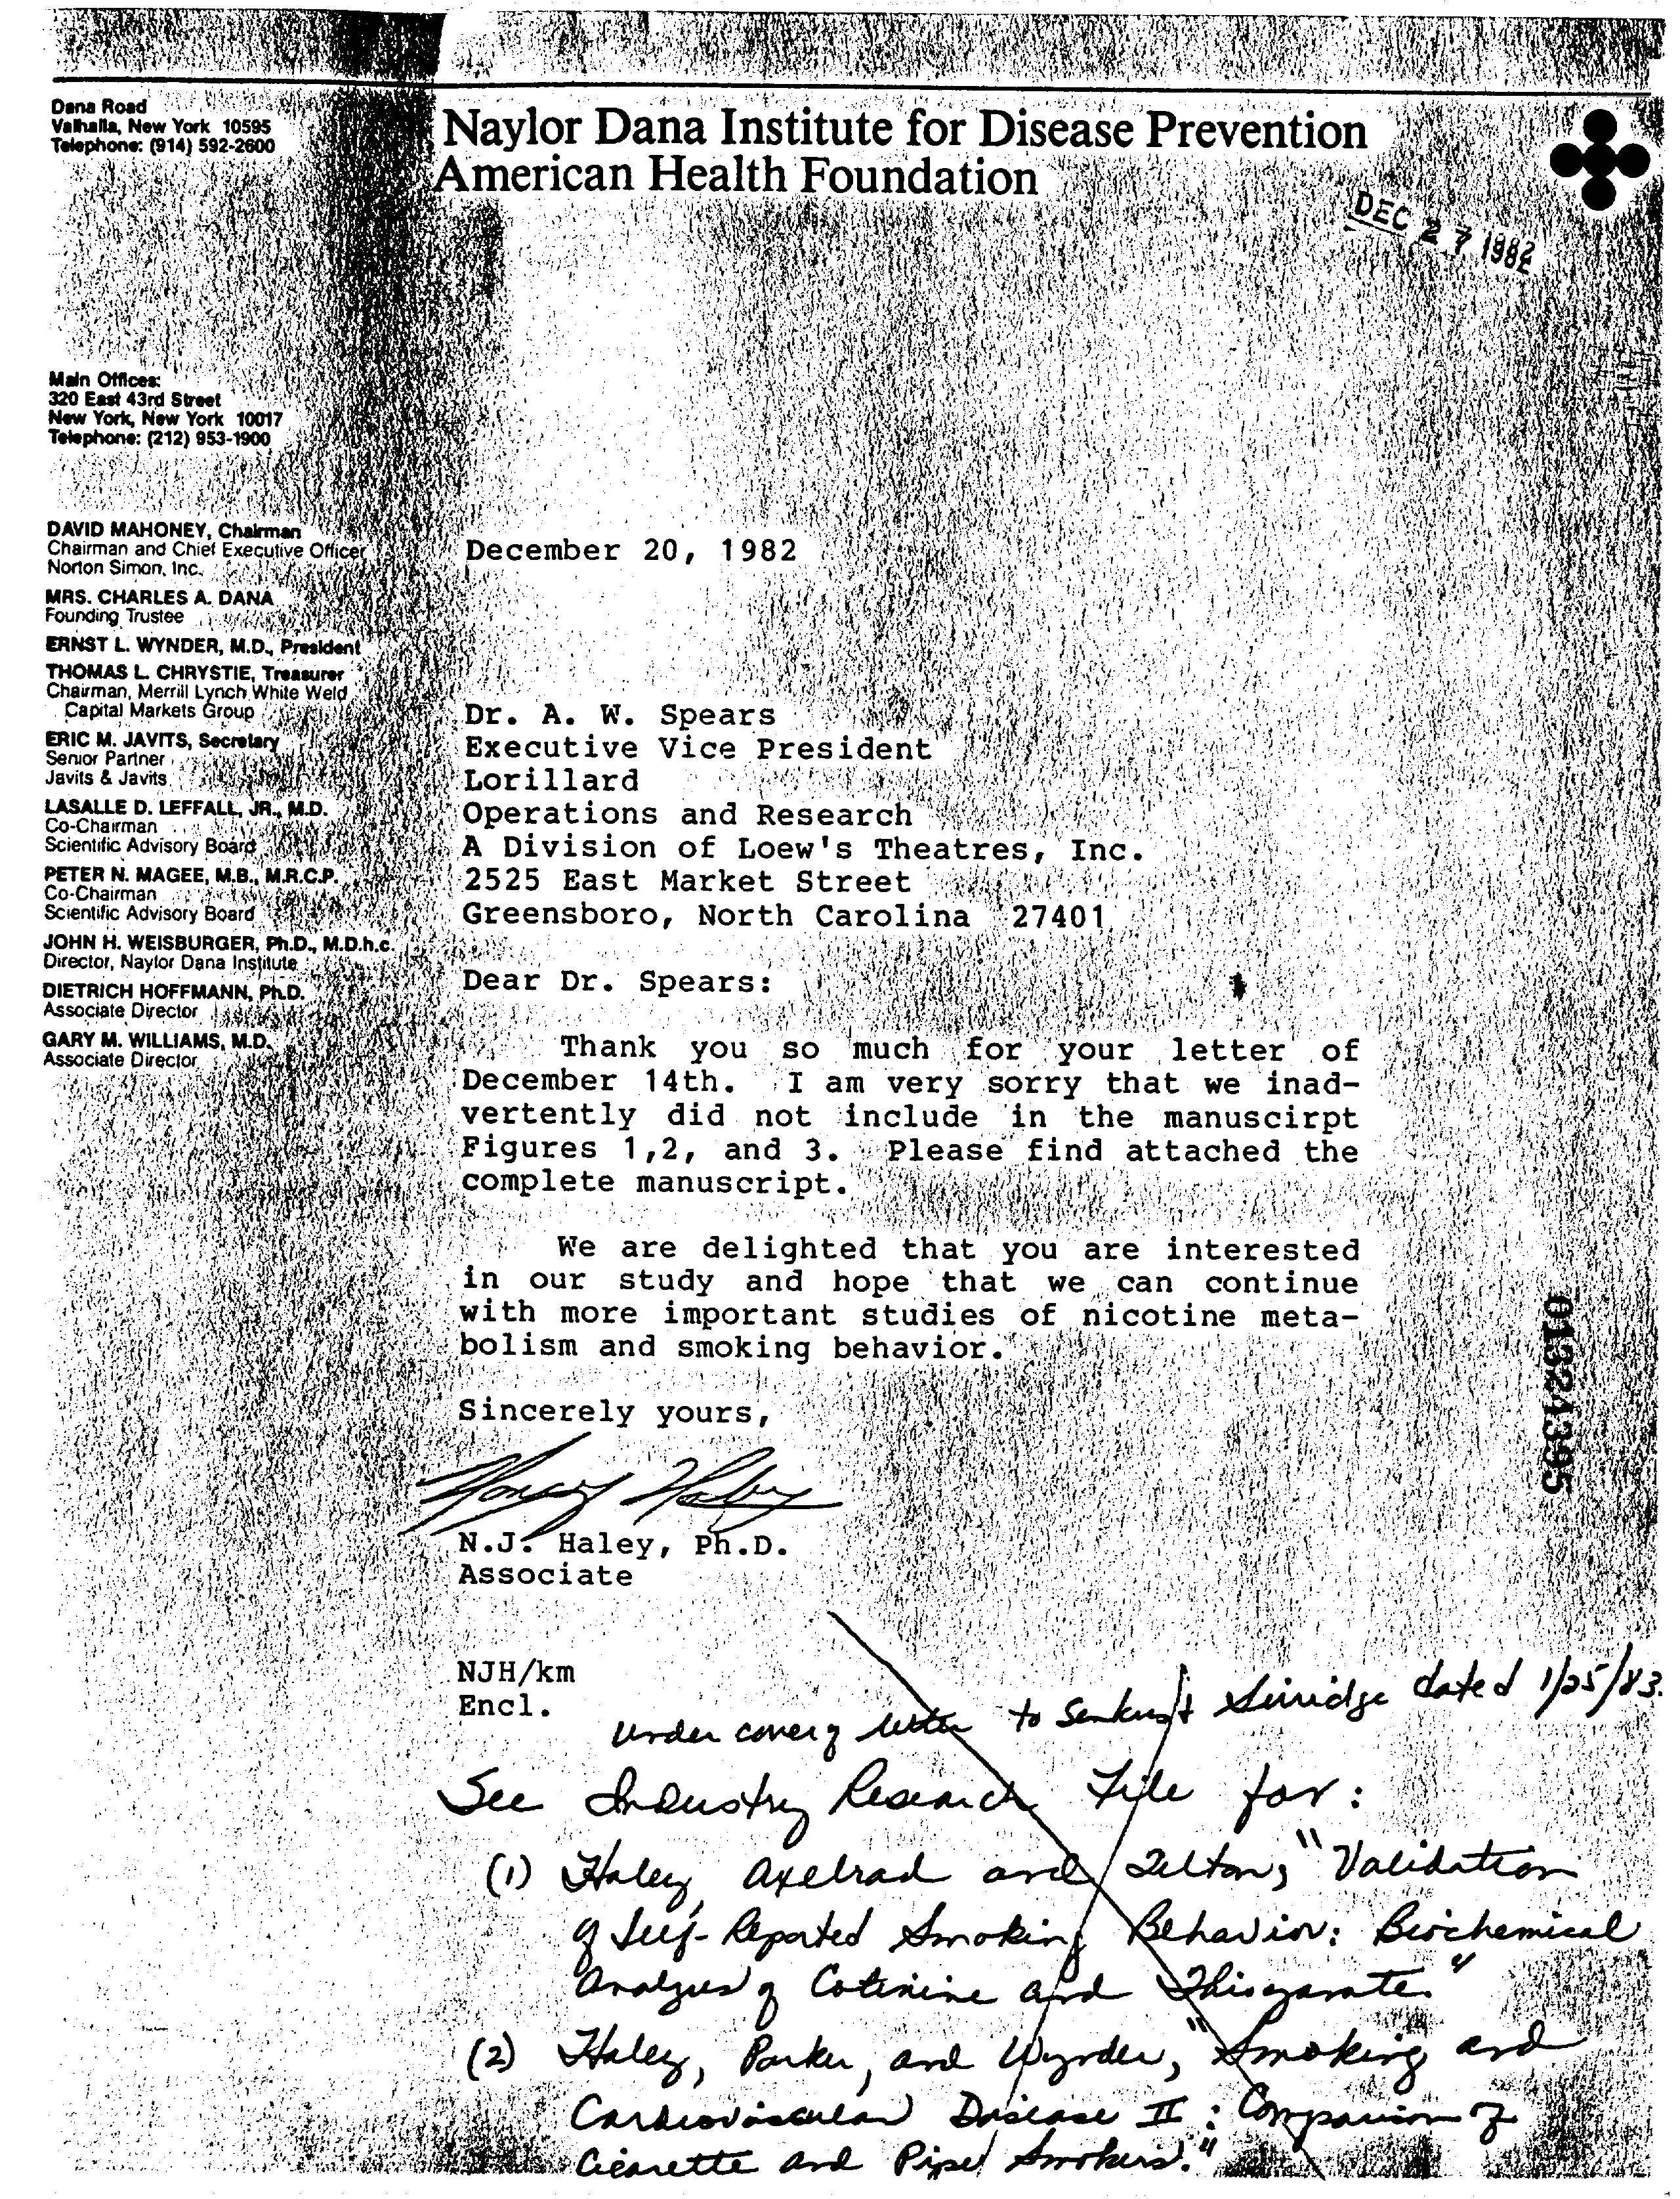 Dana Road
Valhalla, New York 10595
Telephone: (914) 592-2600
Naylor Dana Institute for Disease Prevention
American Health Foundation
DEC 27 1982
Main Offices:
320 East 43rd Street
New York, New York 10017
Telephone: (212) 953-1900
DAVID MAHONEY, Chairman
Chairman and Chief Executive Officer
Norton Simon, Inc.
MRS. CHARLES A. DANA
Founding Trustee
ERNST L. WYNDER, M.D., President
THOMAS L. CHRYSTIE, Treasurer
Chairman, Merrill Lynch White Weld
Capital Markets Group
ERIC M. JAVITS, Secretary
Senior Partner
Javits & Javits
LASALLE D. LEFFALL, JR., M.D.
Co-Chairman
Scientific Advisory Board
PETER N. MAGEE, M.B., M.R.C.P.
Co-Chairman
Scientific Advisory Board
JOHN H. WEISBURGER, Ph.D., M.D.h.c.
Director, Naylor Dana Institute
DIETRICH HOFFMANN, Ph.D.
Associate Director
GARY M. WILLIAMS, M.D.
Associate Director
December 20, 1982
Dr. A. W. Spears
Executive Vice President
Lorillard
Operations and Research
A Division of Loew's Theatres, Inc.
2525 East Market Street
Greensboro, North Carolina 27401
Dear Dr. Spears:
Thank you so much for your letter of
December 14th. I am very sorry that we inad-
vertently did not include in the manuscirpt
Figures 1,2, and 3. Please find attached the
complete manuscript.
We are delighted that you are interested
in our study and hope that we can continue
with more important studies of nicotine meta-
bolism and smoking behavior.
Sincerely yours,
Nancy Haley
N.J. Haley, Ph.D.
Associate
NJH/km
Encl.
01324395
under cover of letter to Senkus & Sirridge dated 1/25/83.
See Industry Research File for:
(1) Haley, Axelrad and Tilton, "Validation
of Self-Reported Smoking Behavior: Biochemical
Analyses of Cotinine and Thiocyanate."
(2) Haley, Parker, and Wynder, "Smoking and
Cardiovascular Disease II: Comparison of
Cigarette and Pipe Smokers."